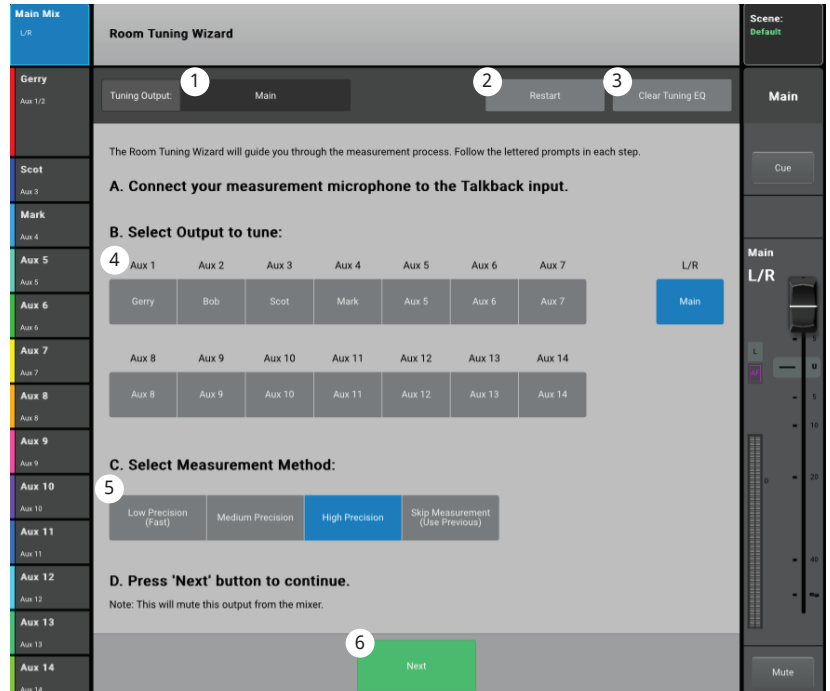 Main Mix
L/R
Room Tuning Wizard
Scene:
Default
1
2
3
Tuning Output:
Main
Restart
Clear Tuning EQ
Main
Gerry
Aux 1/2
The Room Tuning Wizard will guide you through the measurement process. Follow the lettered prompts in each step.
Cue
Scot
Aux 3
A. Connect your measurement microphone to the Talkback input.
Mark
Aux 4
B. Select Output to tune:
Aux 5
Aux 5
4
Aux 1 Aux 2 Aux 3 Aux 4 Aux 5 Aux 6 Aux 7 L/R
Gerry Bob Scot Mark Aux 5 Aux 6 Aux 7 Main
Main
L/R
Aux 6
Aux 6
Aux 7
Aux 7
Aux 8 Aux 9 Aux 10 Aux 11 Aux 12 Aux 13 Aux 14
Aux 8 Aux 9 Aux 10 Aux 11 Aux 12 Aux 13 Aux 14
5
L
U
AF
5
10
20
40
∞
Aux 8
Aux 8
Aux 9
Aux 9
C. Select Measurement Method:
Aux 10
Aux 10
5
Low Precision
(Fast)
Medium Precision
High Precision
Skip Measurement
(Use Previous)
Aux 11
Aux 11
Aux 12
Aux 12
D. Press 'Next' button to continue.
Note: This will mute this output from the mixer.
Aux 13
Aux 13
6
Next
Mute
Aux 14
Aux 14